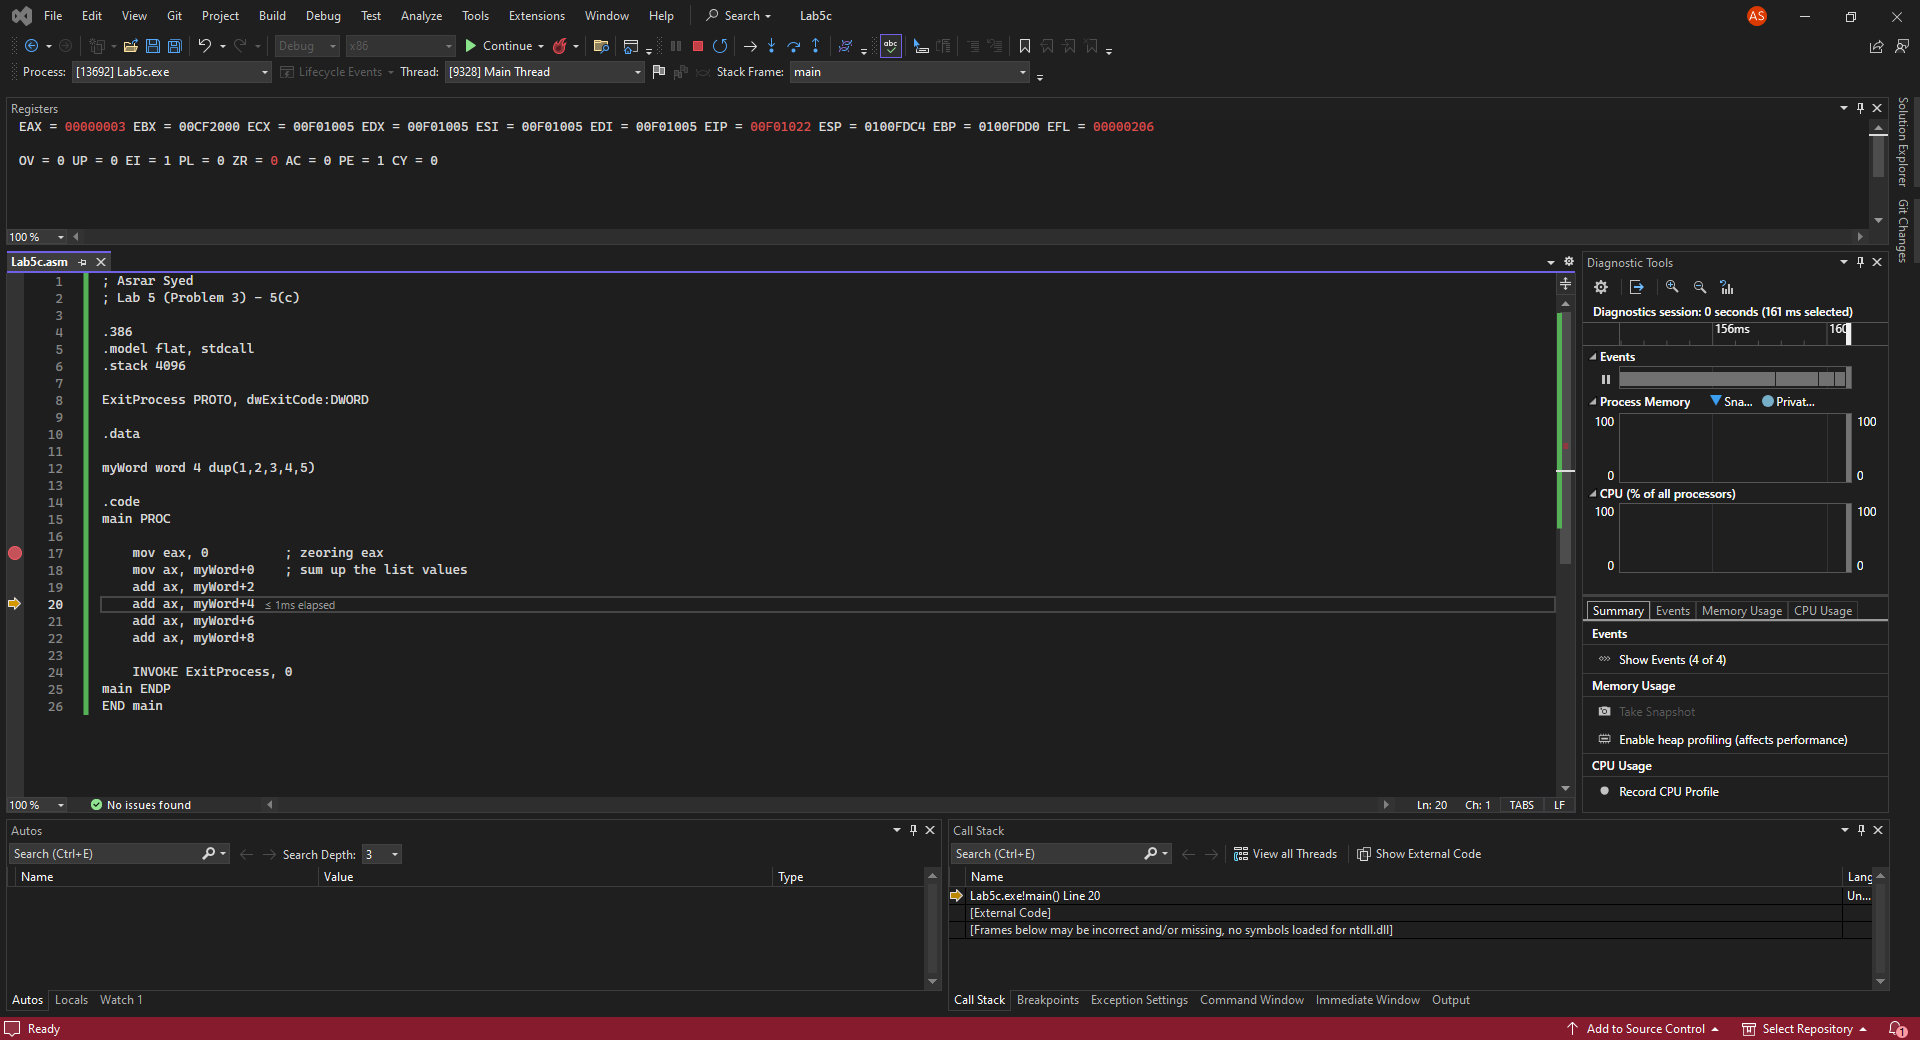 File Edit View Git Project Build Debug Test Analyze Tools Extensions Window Help Search Lab5c AS
Debug x86 Continue abc
Process: [13692] Lab5c.exe Lifecycle Events Thread: [9328] Main Thread Stack Frame: main
Registers
EAX = 00000003 EBX = 00CF2000 ECX = 00F01005 EDX = 00F01005 ESI = 00F01005 EDI = 00F01005 EIP = 00F01022 ESP = 0100FDC4 EBP = 0100FDD0 EFL = 00000206
OV = 0 UP = 0 EI = 1 PL = 0 ZR = 0 AC = 0 PE = 1 CY = 0
100 %
Solution Explorer
Git Changes
Lab5c.asm
1 ; Asrar Syed
2 ; Lab 5 (Problem 3) - 5(c)
3
4 .386
5 .model flat, stdcall
6 .stack 4096
7
8 ExitProcess PROTO, dwExitCode:DWORD
9
10 .data
11
12 myWord word 4 dup(1,2,3,4,5)
13
14 .code
15 main PROC
16
17 mov eax, 0 ; zeoring eax
18 mov ax, myWord+0 ; sum up the list values
19 add ax, myWord+2
20 add ax, myWord+4 ≤ 1ms elapsed
21 add ax, myWord+6
22 add ax, myWord+8
23
24 INVOKE ExitProcess, 0
25 main ENDP
26 END main
100 % No issues found Ln: 20 Ch: 1 TABS LF
Diagnostic Tools
Diagnostics session: 0 seconds (161 ms selected)
156ms 160
Events
Process Memory Sna... Privat...
100 100
0 0
CPU (% of all processors)
100 100
0 0
Summary Events Memory Usage CPU Usage
Events
Show Events (4 of 4)
Memory Usage
Take Snapshot
Enable heap profiling (affects performance)
CPU Usage
Record CPU Profile
Autos
Search (Ctrl+E) Search Depth: 3
Name Value Type
Autos Locals Watch 1
Call Stack
Search (Ctrl+E) View all Threads Show External Code
Name Lang
Lab5c.exe!main() Line 20 Un...
[External Code]
[Frames below may be incorrect and/or missing, no symbols loaded for ntdll.dll]
Call Stack Breakpoints Exception Settings Command Window Immediate Window Output
Ready Add to Source Control Select Repository 1